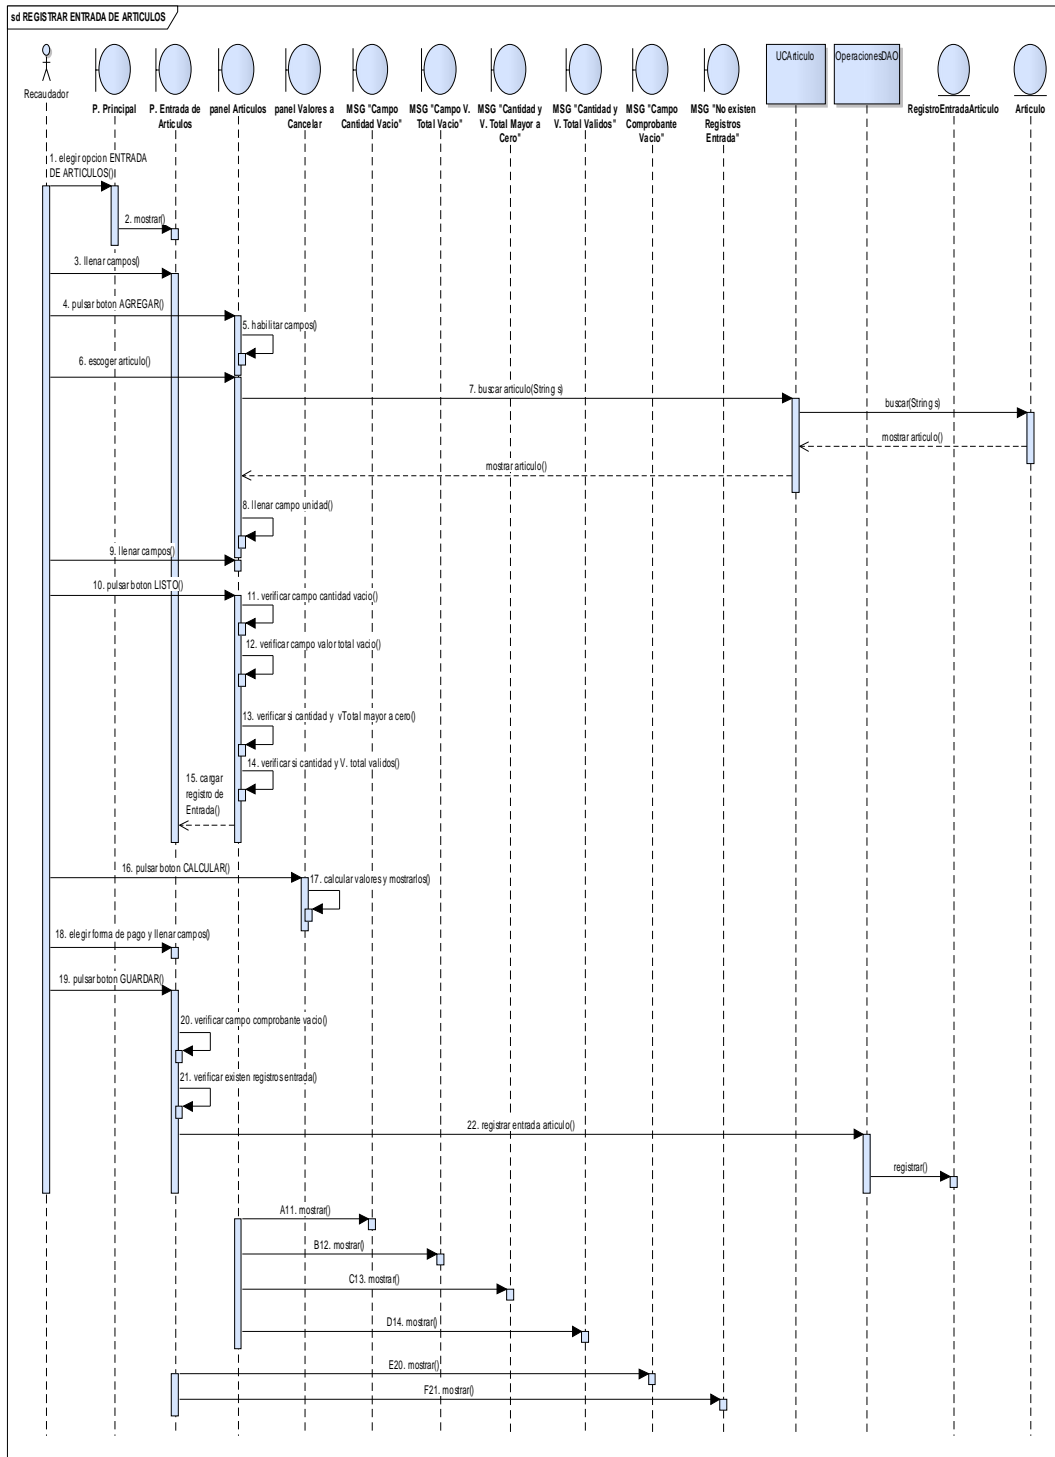 sd REGISTRAR ENTRADA DE ARTICULOS
Recaudador
P. Principal
P. Entrada de
Articulos
panel Articulos
panel Valores a
Cancelar
MSG "Campo
Cantidad Vacio"
MSG "Campo V.
Total Vacio"
MSG "Cantidad y
V. Total Mayor a
Cero"
MSG "Cantidad y
V. Total Validos"
MSG "Campo
Comprobante
Vacio"
MSG "No existen
Registros
Entrada"
UCArticulo
OperacionesDAO
RegistroEntradaArticulo
Articulo
1. elegir opcion ENTRADA
DE ARTICULOS()
2. mostrar()
3. llenar campos()
4. pulsar boton AGREGAR()
5. habilitar campos()
6. escoger articulo()
7. buscar articulo(String s)
buscar(String s)
mostrar articulo()
mostrar articulo()
8. llenar campo unidad()
9. llenar campos()
10. pulsar boton LISTO()
11. verificar campo cantidad vacio()
12. verificar campo valor total vacio()
13. verificar si cantidad y vTotal mayor a cero()
14. verificar si cantidad y V. total validos()
15. cargar
registro de
Entrada()
16. pulsar boton CALCULAR()
17. calcular valores y mostrarlos()
18. elegir forma de pago y llenar campos()
19. pulsar boton GUARDAR()
20. verificar campo comprobante vacio()
21. verificar existen registros entrada()
22. registrar entrada articulo()
registrar()
A11. mostrar()
B12. mostrar()
C13. mostrar()
D14. mostrar()
E20. mostrar()
F21. mostrar()